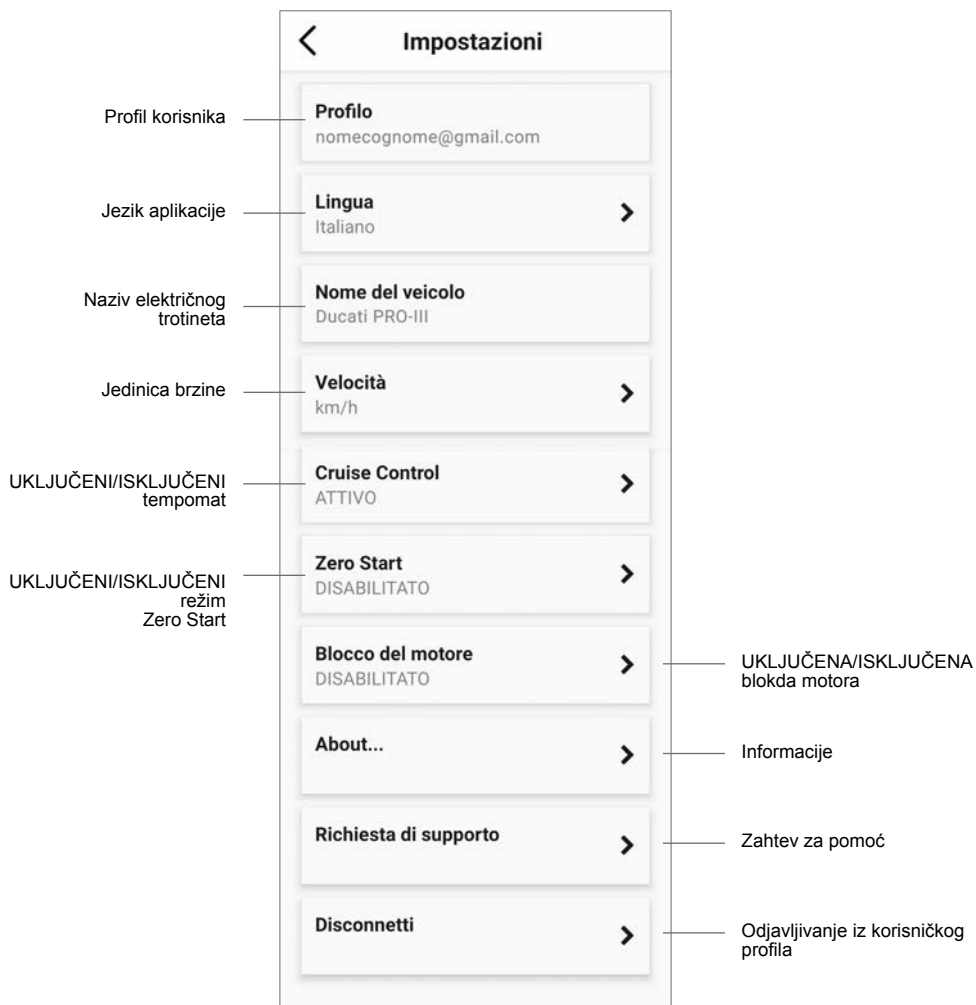 Impostazioni
Profil korisnika
Profilo
nomecognome@gmail.com
Jezik aplikacije
Lingua
Italiano
Naziv električnog
trotineta
Nome del veicolo
Ducati PRO-III
Jedinica brzine
Velocità
km/h
UKLJUČENI/ISKLJUČENI
tempomat
Cruise Control
ATTIVO
UKLJUČENI/ISKLJUČENI
režim
Zero Start
Zero Start
DISABILITATO
Blocco del motore
DISABILITATO
UKLJUČENA/ISKLJUČENA
blokda motora
About...
Informacije
Richiesta di supporto
Zahtev za pomoć
Disconnetti
Odjavljivanje iz korisničkog
profila